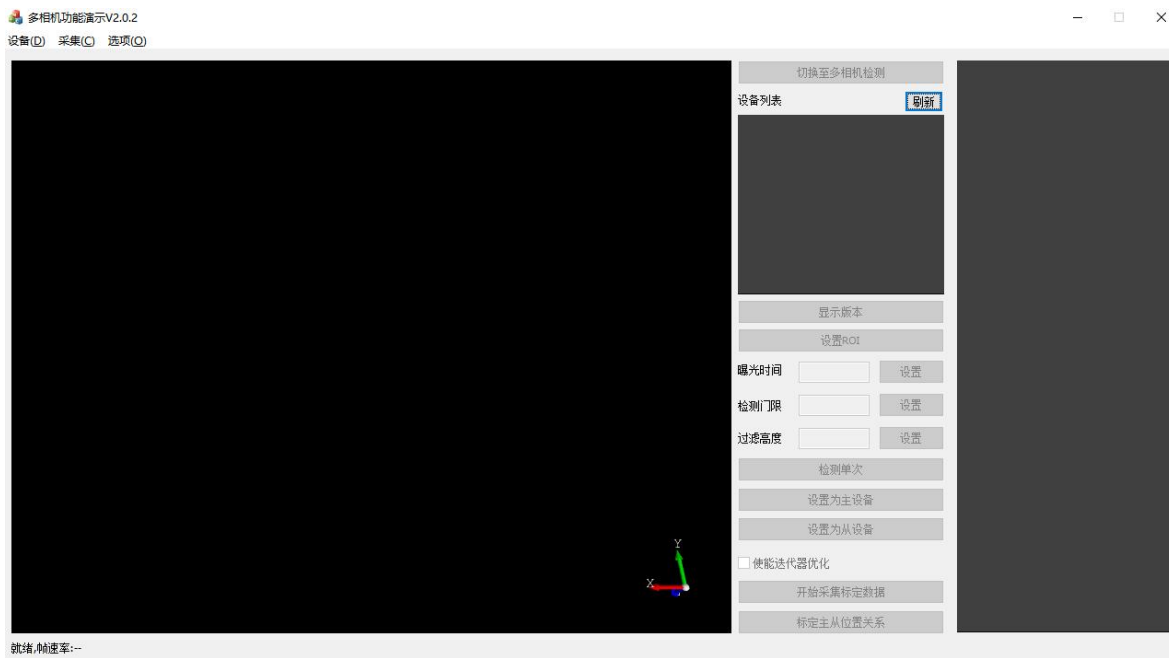 多相机功能演示V2.0.2
设备(D) 采集(C) 选项(O)
切换至多相机检测
设备列表 刷新
显示版本
设置ROI
曝光时间 设置
检测门限 设置
过滤高度 设置
检测单次
设置为主设备
设置为从设备
Y
X
使能迭代器优化
开始采集标定数据
标定主从位置关系
就绪,帧速率:--